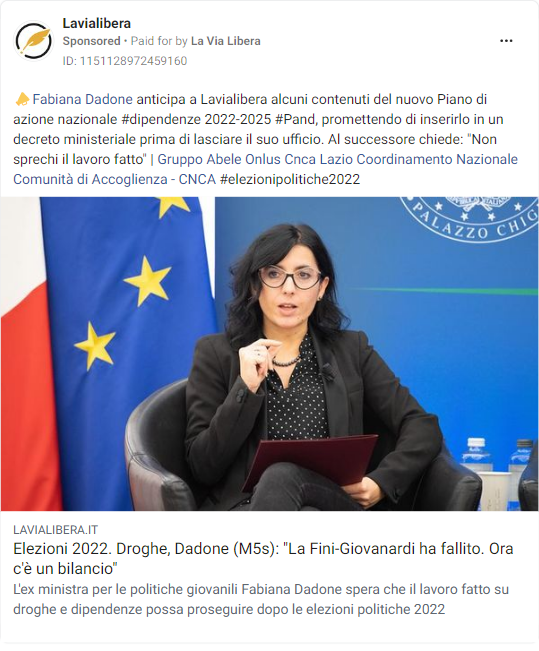 Lavialibera
Sponsored • Paid for by La Via Libera
ID: 1151128972459160
Fabiana Dadone anticipa a Lavialibera alcuni contenuti del nuovo Piano di
azione nazionale #dipendenze 2022-2025 #Pand, promettendo di inserirlo in un
decreto ministeriale prima di lasciare il suo ufficio. Al successore chiede: "Non
sprechi il lavoro fatto" | Gruppo Abele Onlus Cnca Lazio Coordinamento Nazionale
Comunità di Accoglienza - CNCA #elezionipolitiche2022
PALAZZO CHIG
LAVIALIBERA.IT
Elezioni 2022. Droghe, Dadone (M5s): "La Fini-Giovanardi ha fallito. Ora
c'è un bilancio"
L'ex ministra per le politiche giovanili Fabiana Dadone spera che il lavoro fatto su
droghe e dipendenze possa proseguire dopo le elezioni politiche 2022